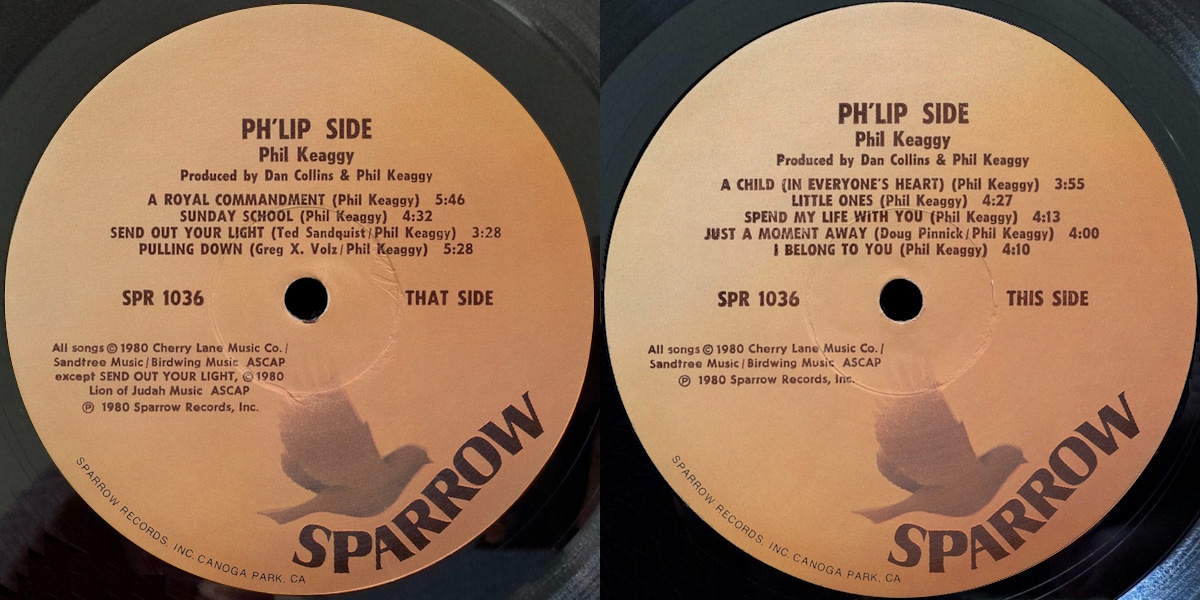 PH'LIP SIDE
Phil Keaggy
Produced by Dan Collins & Phil Keaggy
A ROYAL COMMANDMENT (Phil Keaggy) 5:46
SUNDAY SCHOOL (Phil Keaggy) 4:32
SEND OUT YOUR LIGHT (Ted Sandquist/Phil Keaggy) 3:28
PULLING DOWN (Greg X. Volz/Phil Keaggy) 5:28
SPR 1036 THAT SIDE
All songs © 1980 Cherry Lane Music Co./
Sandtree Music/Birdwing Music ASCAP
except SEND OUT YOUR LIGHT, © 1980
Lion of Judah Music ASCAP
℗ 1980 Sparrow Records, Inc.
SPARROW
SPARROW RECORDS, INC. CANOGA PARK, CA
PH'LIP SIDE
Phil Keaggy
Produced by Dan Collins & Phil Keaggy
A CHILD (IN EVERYONE'S HEART) (Phil Keaggy) 3:55
LITTLE ONES (Phil Keaggy) 4:27
SPEND MY LIFE WITH YOU (Phil Keaggy) 4:13
JUST A MOMENT AWAY (Doug Pinnick/Phil Keaggy) 4:00
I BELONG TO YOU (Phil Keaggy) 4:10
SPR 1036 THIS SIDE
All songs © 1980 Cherry Lane Music Co./
Sandtree Music/Birdwing Music ASCAP
℗ 1980 Sparrow Records, Inc.
SPARROW
SPARROW RECORDS, INC. CANOGA PARK, CA